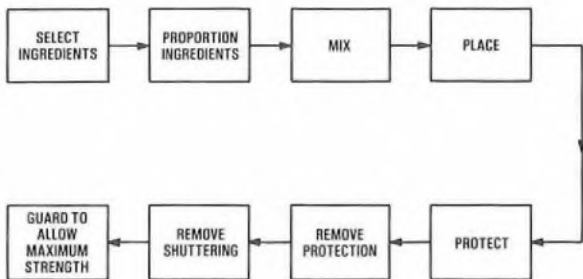 SELECT
INGREDIENTS
PROPORTION
INGREDIENTS
MIX
PLACE
PROTECT
REMOVE
PROTECTION
REMOVE
SHUTTERING
GUARD TO
ALLOW
MAXIMUM
STRENGTH